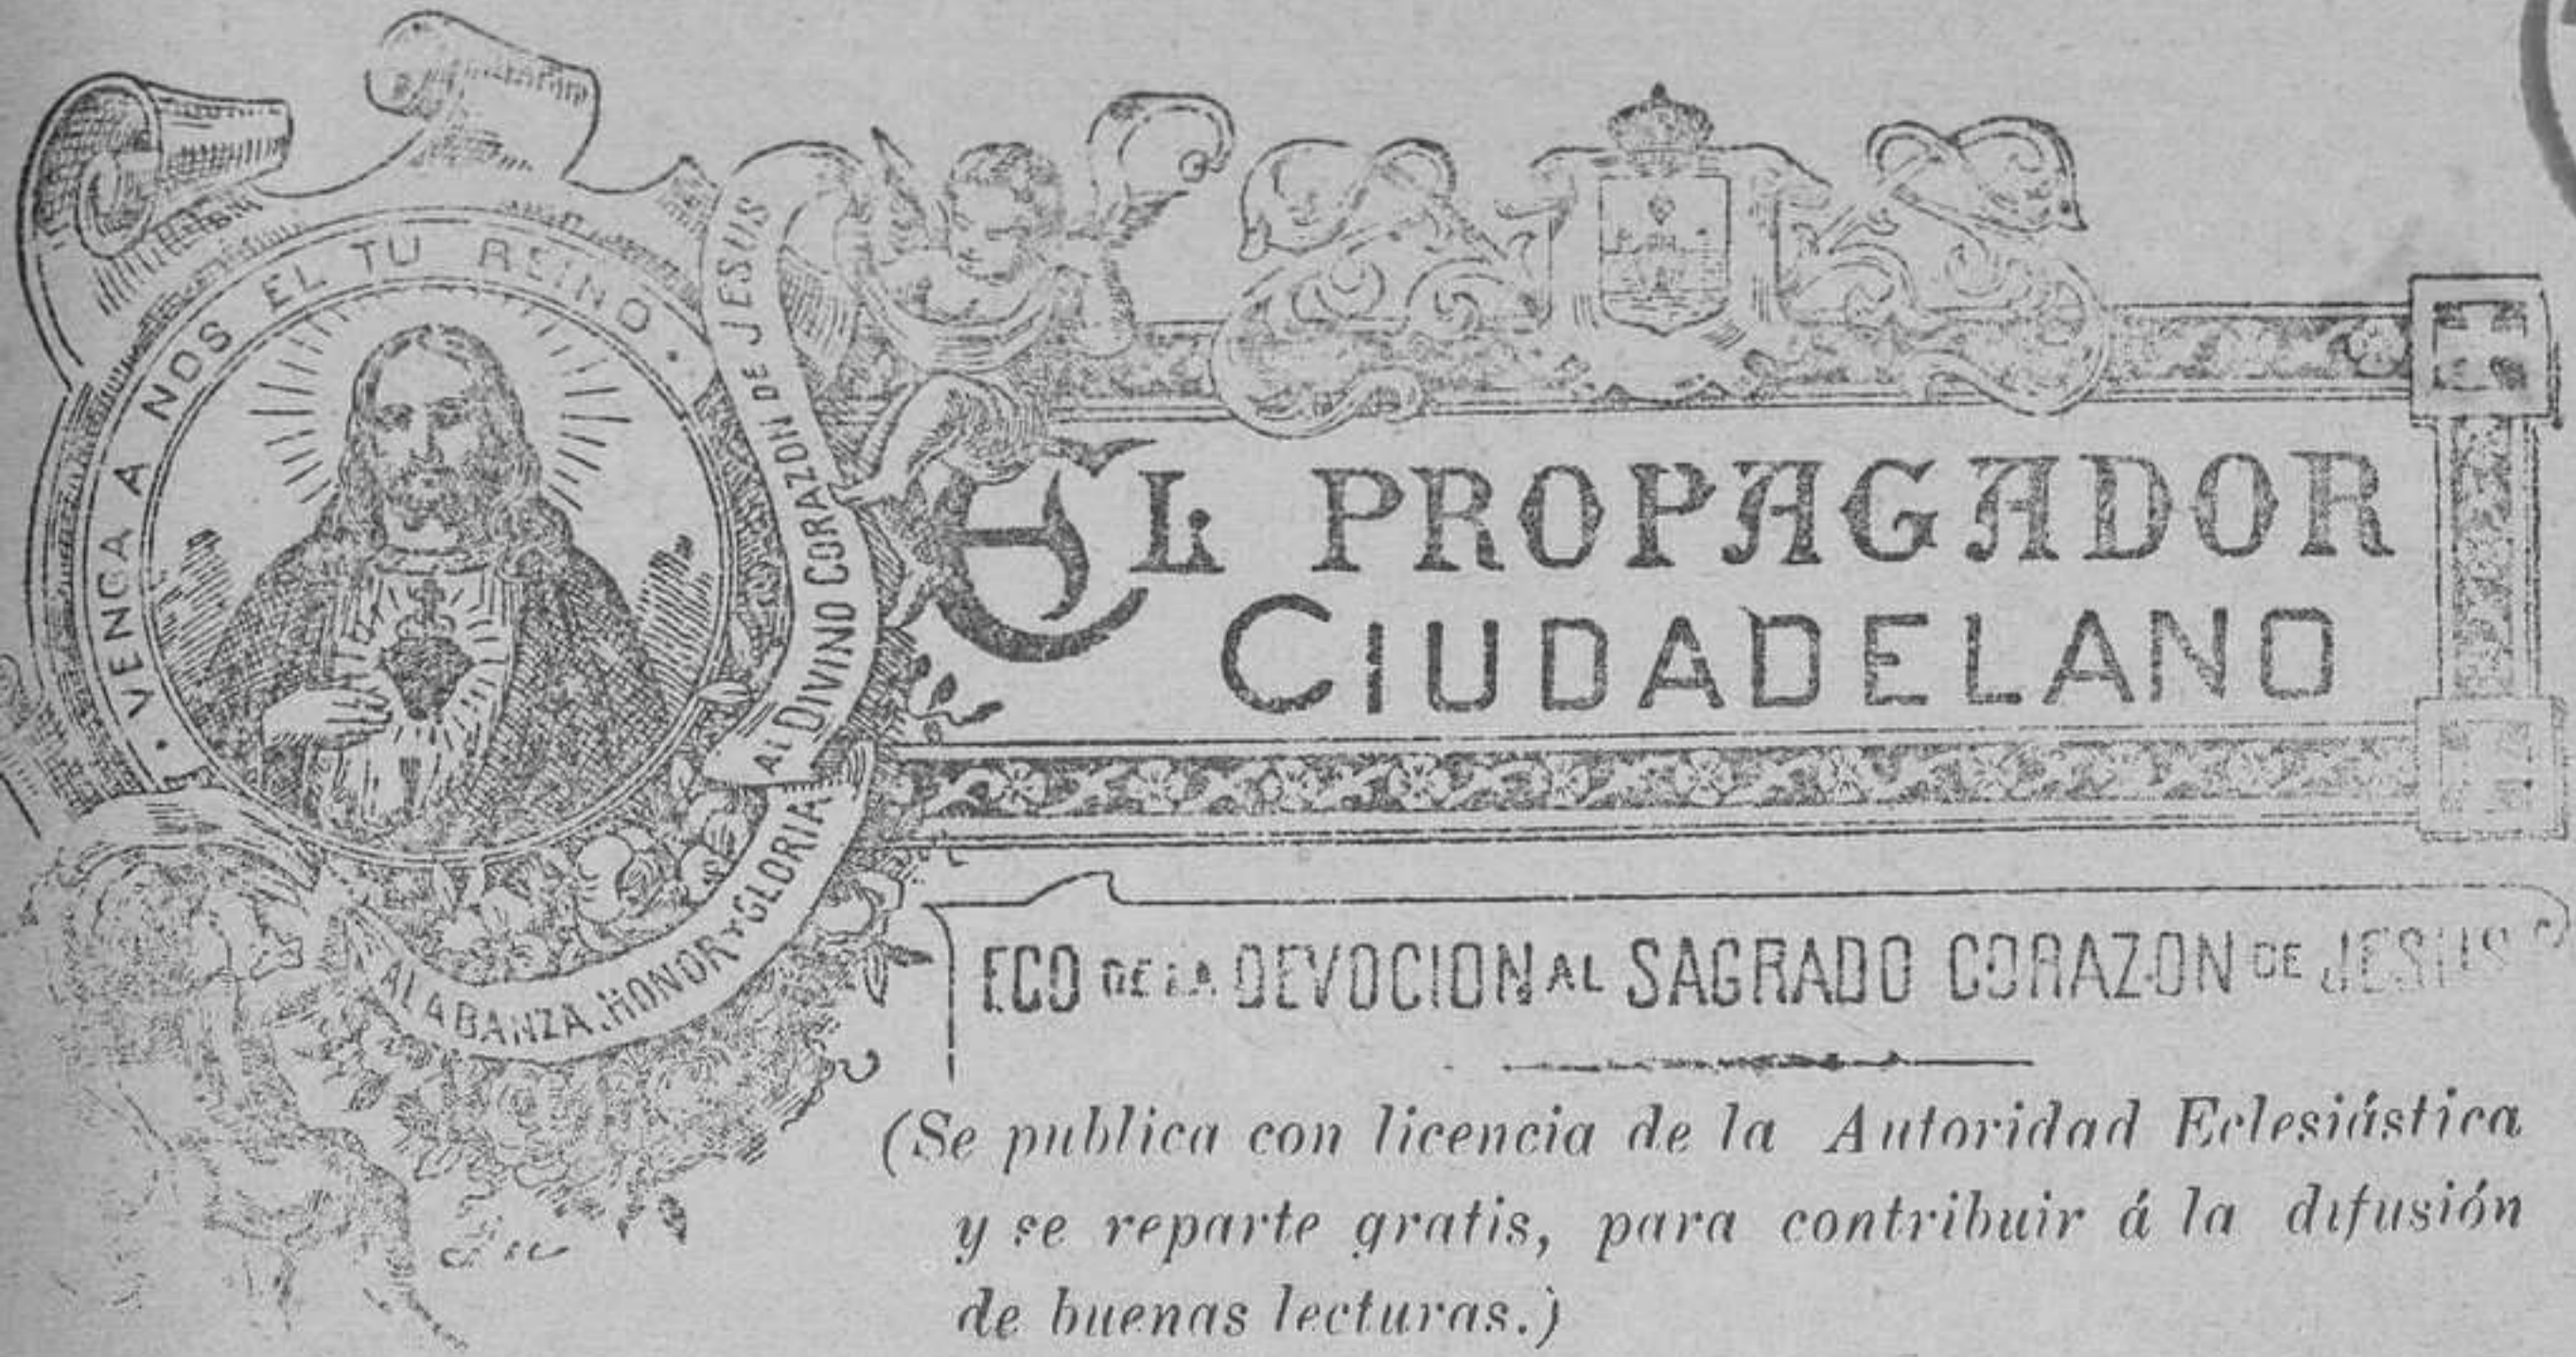 · VENGA A NOS EL TU REINO ·
ALABANZA, HONOR Y GLORIA
AL DIVINO CORAZON DE JESUS
EL PROPAGADOR
CIUDADELANO
ECO DE LA DEVOCION AL SAGRADO CORAZON DE JESUS
(Se publica con licencia de la Autoridad Eclesiástica
y se reparte gratis, para contribuir á la difusión
de buenas lecturas.)